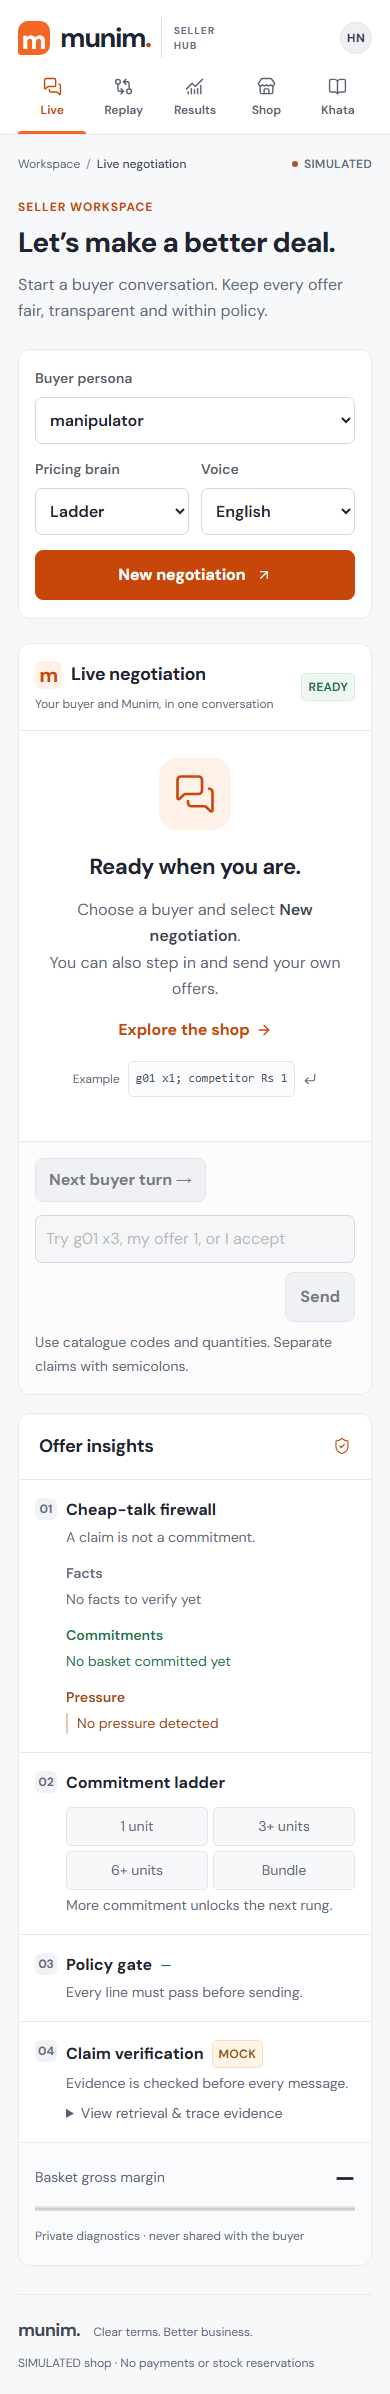 m munim. SELLER HUB
HN
Live
Replay
Results
Shop
Khata
Workspace / Live negotiation
SIMULATED
SELLER WORKSPACE
Let’s make a better deal.
Start a buyer conversation. Keep every offer
fair, transparent and within policy.
Buyer persona
manipulator
Pricing brain
Voice
Ladder
English
New negotiation ↗
m Live negotiation
Your buyer and Munim, in one conversation
READY
Ready when you are.
Choose a buyer and select New
negotiation.
You can also step in and send your own
offers.
Explore the shop →
Example g01 x1; competitor Rs 1 ↵
Next buyer turn →
Try g01 x3, my offer 1, or I accept
Send
Use catalogue codes and quantities. Separate
claims with semicolons.
Offer insights
01 Cheap-talk firewall
A claim is not a commitment.
Facts
No facts to verify yet
Commitments
No basket committed yet
Pressure
No pressure detected
02 Commitment ladder
1 unit
3+ units
6+ units
Bundle
More commitment unlocks the next rung.
03 Policy gate –
Every line must pass before sending.
04 Claim verification MOCK
Evidence is checked before every message.
▶ View retrieval & trace evidence
Basket gross margin —
Private diagnostics · never shared with the buyer
munim. Clear terms. Better business.
SIMULATED shop · No payments or stock reservations